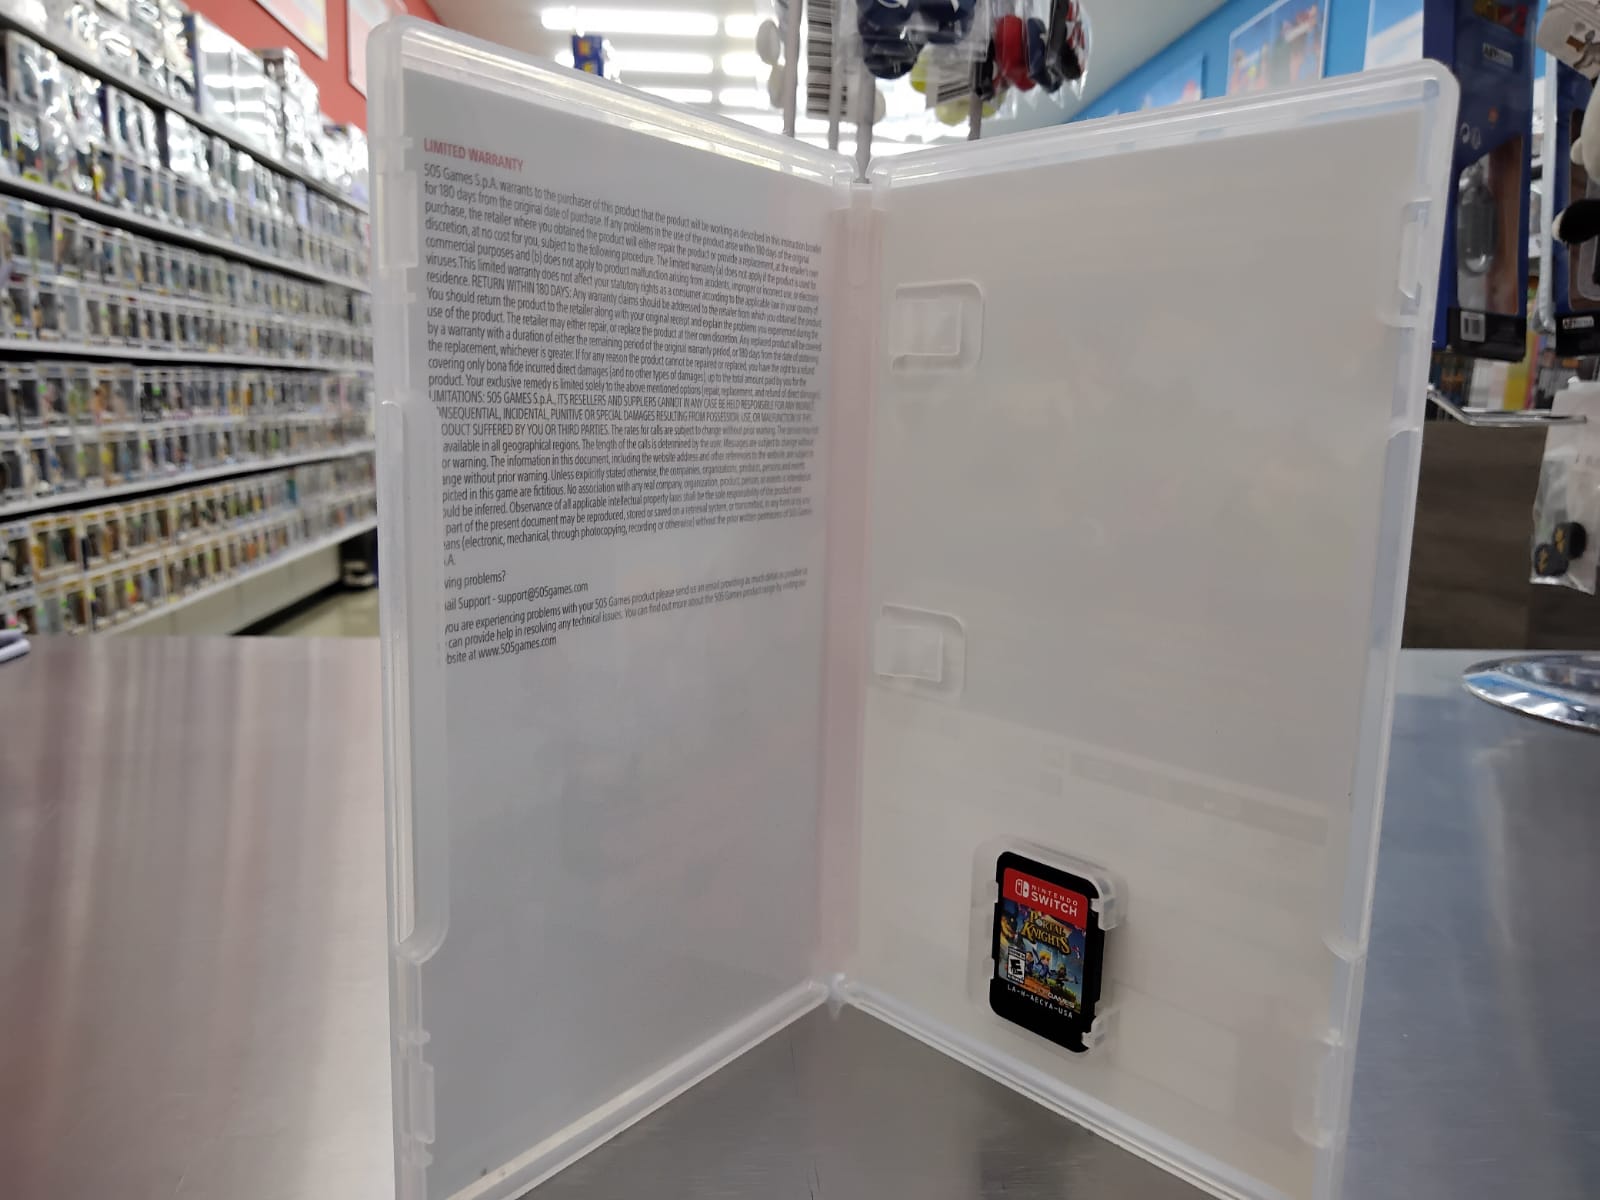 LIMITED WARRANTY
505 Games S.p.A. warrants to the purchaser of this product that the product will be working as described in this instruction booklet
for 180 days from the original date of purchase. If any problems in the use of the product arise within 180 days of the original
purchase, the retailer where you obtained the product will either repair the product or provide a replacement, at the retailer's own
discretion, at no cost for you, subject to the following procedure. The limited warranty (a) does not apply if the product is used for
commercial purposes and (b) does not apply to product malfunction arising from accidents, improper or incorrect use, or electronic
viruses.This limited warranty does not affect your statutory rights as a consumer according to the applicable law in your country of
residence. RETURN WITHIN 180 DAYS: Any warranty claims should be addressed to the retailer from which you obtained the product.
You should return the product to the retailer along with your original receipt and explain the problems you experienced during the
use of the product. The retailer may either repair, or replace the product at their own discretion. Any replaced product will be covered
by a warranty with a duration of either the remaining period of the original warranty period, or 180 days from the date of obtaining
the replacement, whichever is greater. If for any reason the product cannot be repaired or replaced, you have the right to a refund
covering only bona fide incurred direct damages (and no other types of damages) up to the total amount paid by you for the
product. Your exclusive remedy is limited solely to the above mentioned options (repair, replacement, and refund of direct damages).
LIMITATIONS: 505 GAMES S.p.A., ITS RESELLERS AND SUPPLIERS CANNOT IN ANY CASE BE HELD RESPONSIBLE FOR ANY INDIRECT,
ONSEQUENTIAL, INCIDENTAL, PUNITIVE OR SPECIAL DAMAGES RESULTING FROM POSSESSION, USE, OR MALFUNCTION OF THIS
ODUCT SUFFERED BY YOU OR THIRD PARTIES. The rates for calls are subject to change without prior warning. The service may not
available in all geographical regions. The length of the calls is determined by the user. Messages are subject to change without
or warning. The information in this document, including the website address and other references to the website, are subject to
ange without prior warning. Unless explicitly stated otherwise, the companies, organizations, products, persons and events
picted in this game are fictitious. No association with any real company, organization, product, person, or events is intended or
ould be inferred. Observance of all applicable intellectual property laws shall be the sole responsibility of the product user.
part of the present document may be reproduced, stored or saved on a retrieval system, or transmitted, in any form or by any
ans (electronic, mechanical, through photocopying, recording or otherwise) without the prior written permission of 505 Games
.A.
ving problems?
ail Support - support@505games.com
you are experiencing problems with your 505 Games product please send us an email providing as much detail as possible so
can provide help in resolving any technical issues. You can find out more about the 505 Games product range by visiting our
bsite at www.505games.com
NINTENDO
SWITCH
PORTAL
KNIGHTS
E
LA-H-AECYA-USA